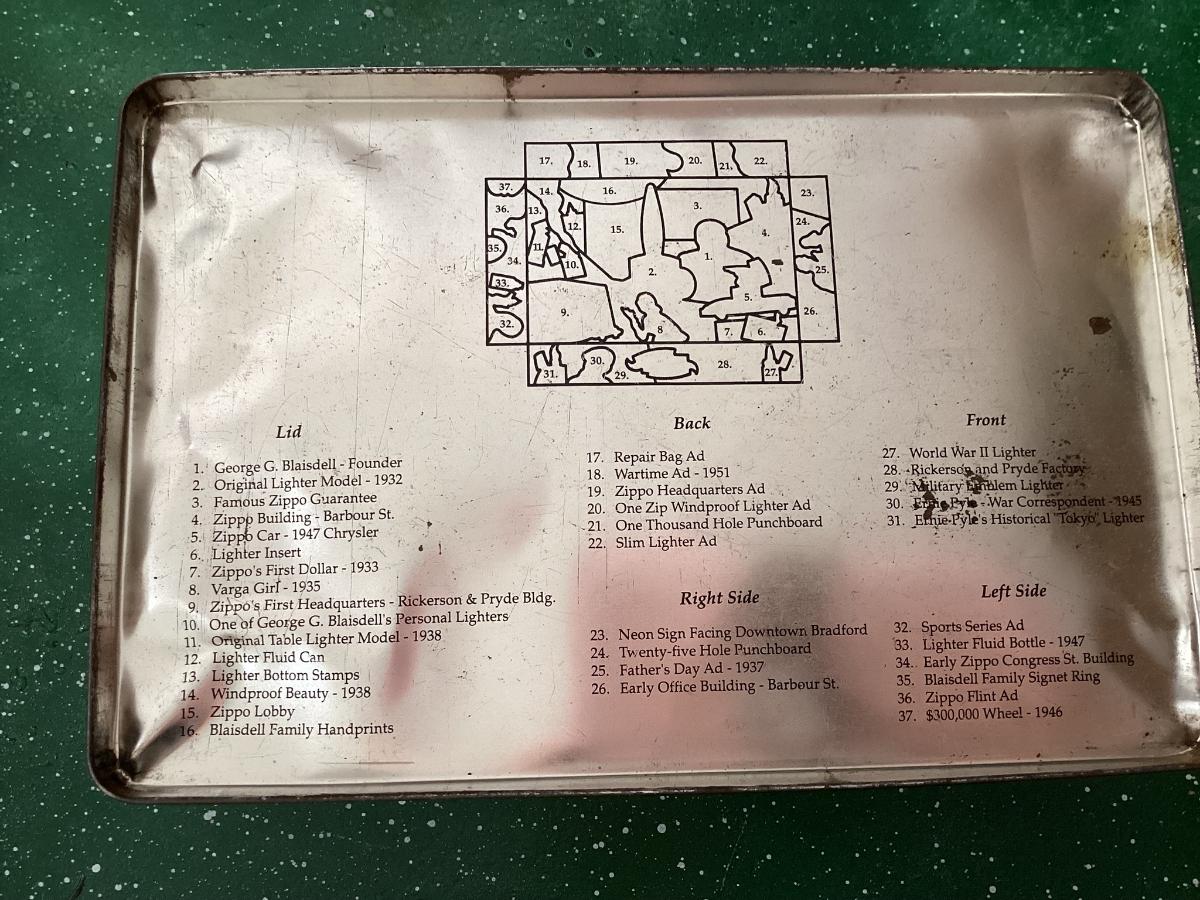 17. 18. 19. 20. 21. 22.
37. 14. 16. 23.
36. 13. 3.
12. 15. 4. 24.
35. 11. 34. 10. 2. 1. 25.
33. 5.
32. 9. 8 7. 6. 26.
31. 30. 29. 28. 27.
Lid
1. George G. Blaisdell - Founder
2. Original Lighter Model - 1932
3. Famous Zippo Guarantee
4. Zippo Building - Barbour St.
5. Zippo Car - 1947 Chrysler
6. Lighter Insert
7. Zippo's First Dollar - 1933
8. Varga Girl - 1935
9. Zippo's First Headquarters - Rickerson & Pryde Bldg.
10. One of George G. Blaisdell's Personal Lighters
11. Original Table Lighter Model - 1938
12. Lighter Fluid Can
13. Lighter Bottom Stamps
14. Windproof Beauty - 1938
15. Zippo Lobby
16. Blaisdell Family Handprints
Back
17. Repair Bag Ad
18. Wartime Ad - 1951
19. Zippo Headquarters Ad
20. One Zip Windproof Lighter Ad
21. One Thousand Hole Punchboard
22. Slim Lighter Ad
Front
27. World War II Lighter
28. Rickerson and Pryde Factory
29. Military Emblem Lighter
30. Ernie Pyle - War Correspondent - 1945
31. Ernie Pyle's Historical "Tokyo" Lighter
Right Side
23. Neon Sign Facing Downtown Bradford
24. Twenty-five Hole Punchboard
25. Father's Day Ad - 1937
26. Early Office Building - Barbour St.
Left Side
32. Sports Series Ad
33. Lighter Fluid Bottle - 1947
34. Early Zippo Congress St. Building
35. Blaisdell Family Signet Ring
36. Zippo Flint Ad
37. $300,000 Wheel - 1946